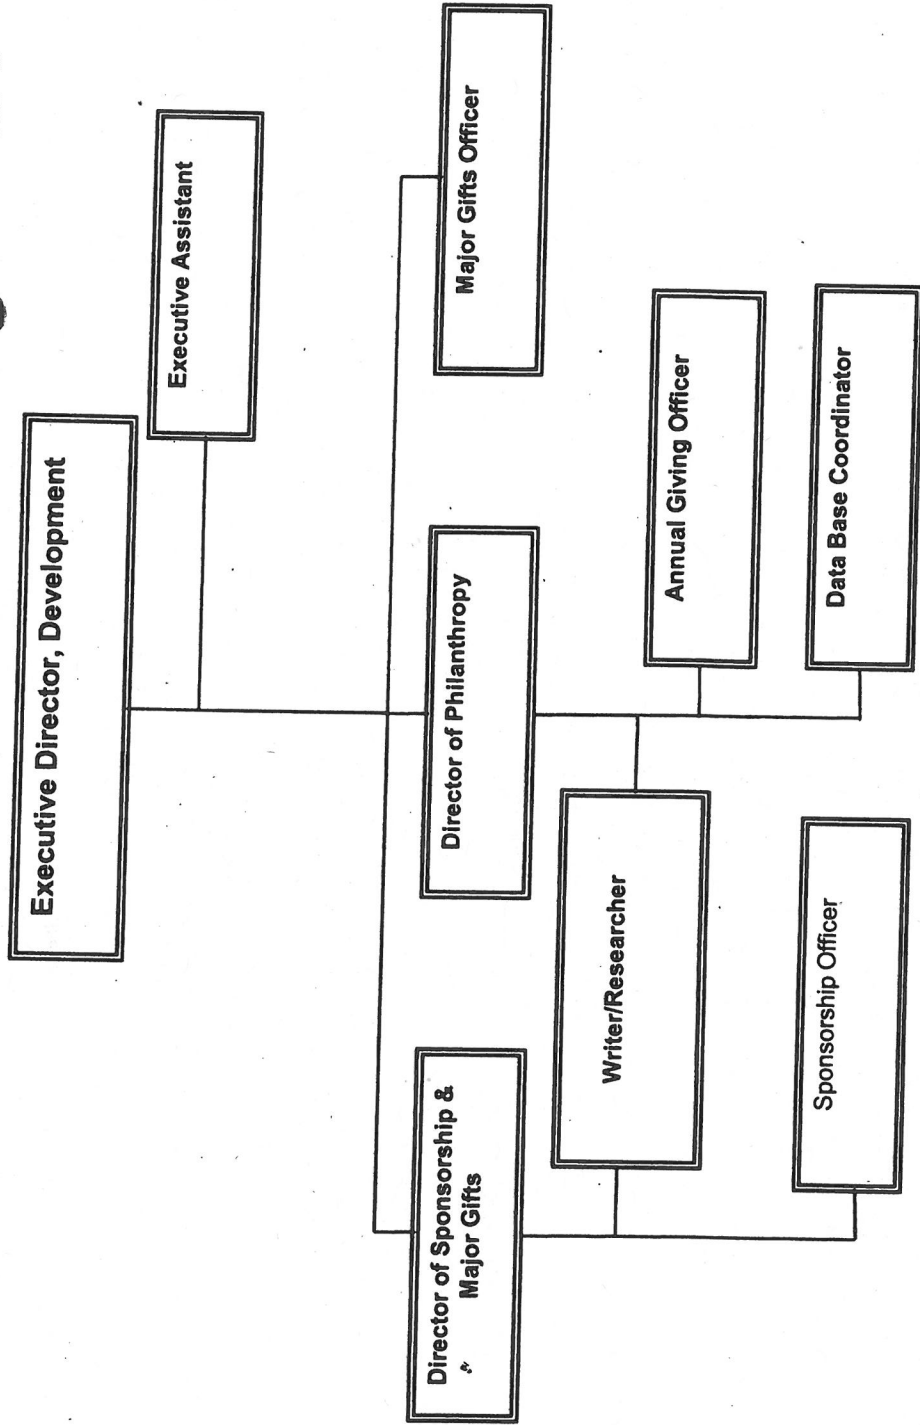 Executive Director, Development
Executive Assistant
Director of Sponsorship &
Major Gifts
Director of Philanthropy
Major Gifts Officer
Writer/Researcher
Annual Giving Officer
Sponsorship Officer
Data Base Coordinator